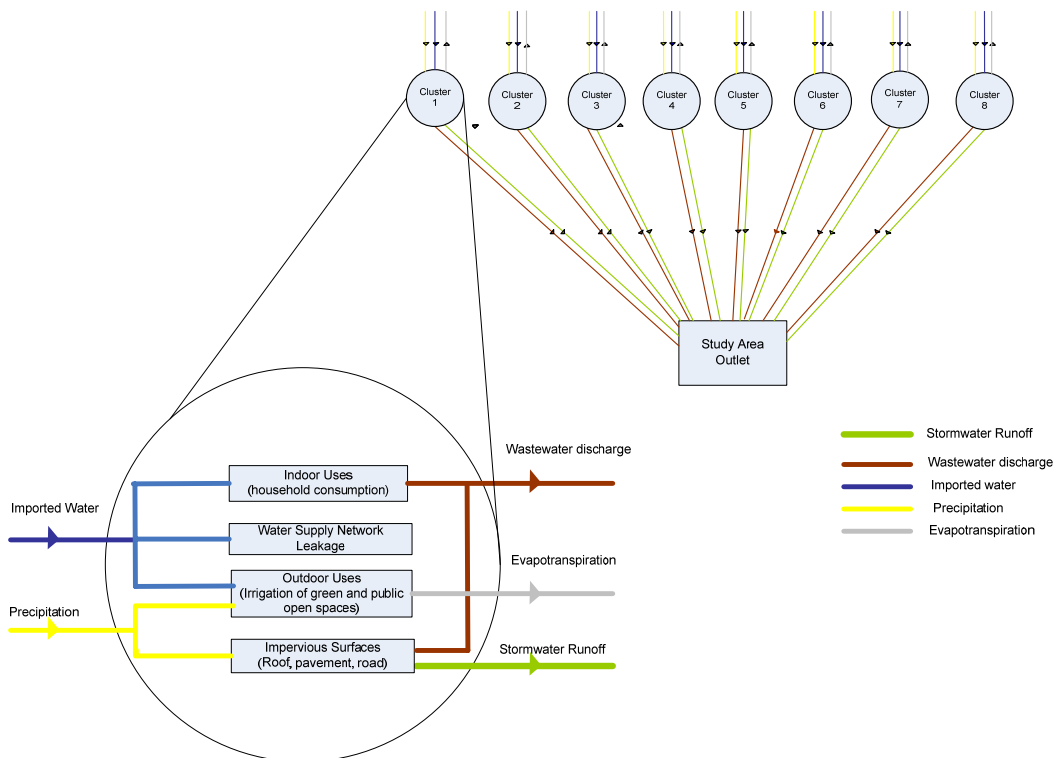 Cluster
1
Cluster
2
Cluster
3
Cluster
4
Cluster
5
Cluster
6
Cluster
7
Cluster
8
Study Area
Outlet
Stormwater Runoff
Wastewater discharge
Imported water
Precipitation
Evapotranspiration
Wastewater discharge
Indoor Uses
(household consumption)
Imported Water
Water Supply Network
Leakage
Evapotranspiration
Outdoor Uses
(Irrigation of green and public
open spaces)
Precipitation
Impervious Surfaces
(Roof, pavement, road)
Stormwater Runoff